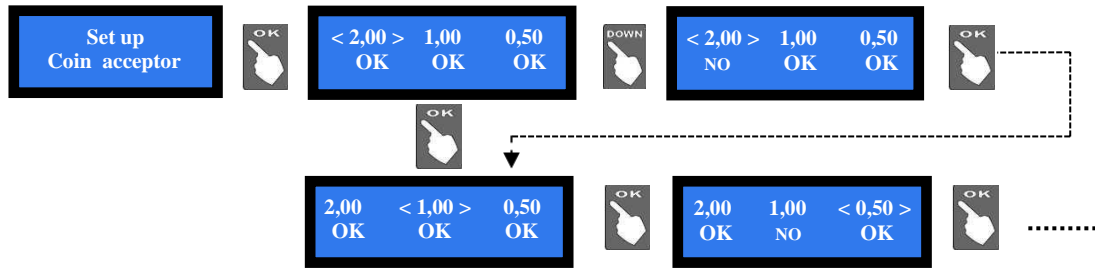 Set up
Coin acceptor
OK
< 2,00 > 1,00 0,50
OK OK OK
DOWN
< 2,00 > 1,00 0,50
NO OK OK
OK
OK
2,00 < 1,00 > 0,50
OK OK OK
OK
2,00 1,00 < 0,50 >
OK NO OK
OK